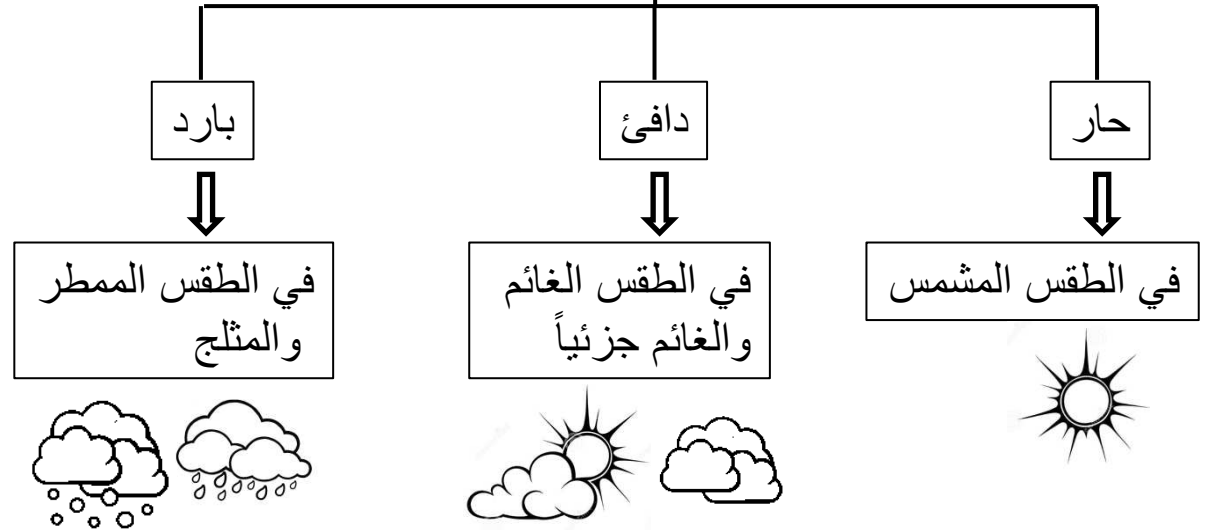 حار
دافئ
بارد
في الطقس المشمس
في الطقس الغائم
والغائم جزئياً
في الطقس الممطر
والمثلج